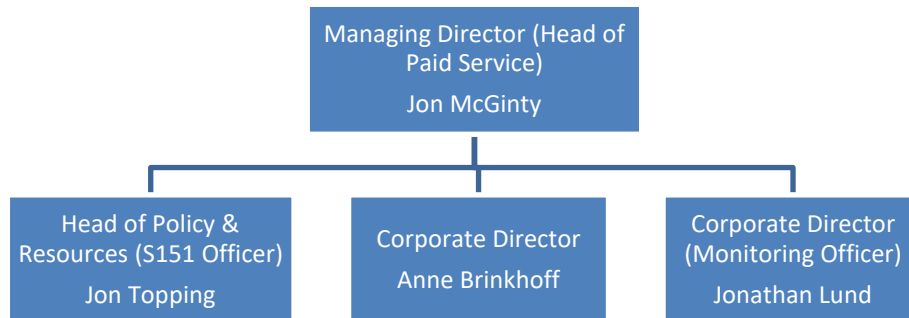 Managing Director (Head of
Paid Service)
Jon McGinty
Head of Policy &
Resources (S151 Officer)
Jon Topping
Corporate Director
Anne Brinkhoff
Corporate Director
(Monitoring Officer)
Jonathan Lund